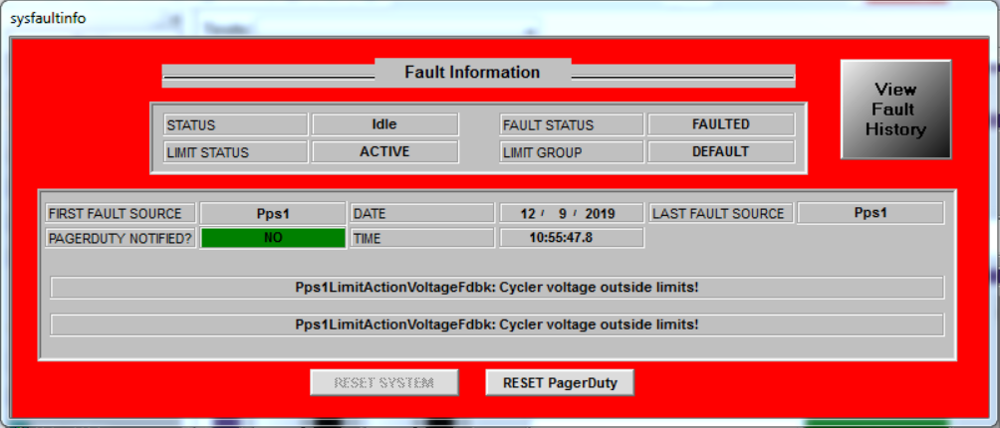 sysfaultinfo
Fault Information
View
Fault
History
STATUS Idle FAULT STATUS FAULTED
LIMIT STATUS ACTIVE LIMIT GROUP DEFAULT
FIRST FAULT SOURCE Pps1 DATE 12 / 9 / 2019 LAST FAULT SOURCE Pps1
PAGERDUTY NOTIFIED? NO TIME 10:55:47.8
Pps1LimitActionVoltageFdbk: Cycler voltage outside limits!
Pps1LimitActionVoltageFdbk: Cycler voltage outside limits!
RESET SYSTEM RESET PagerDuty